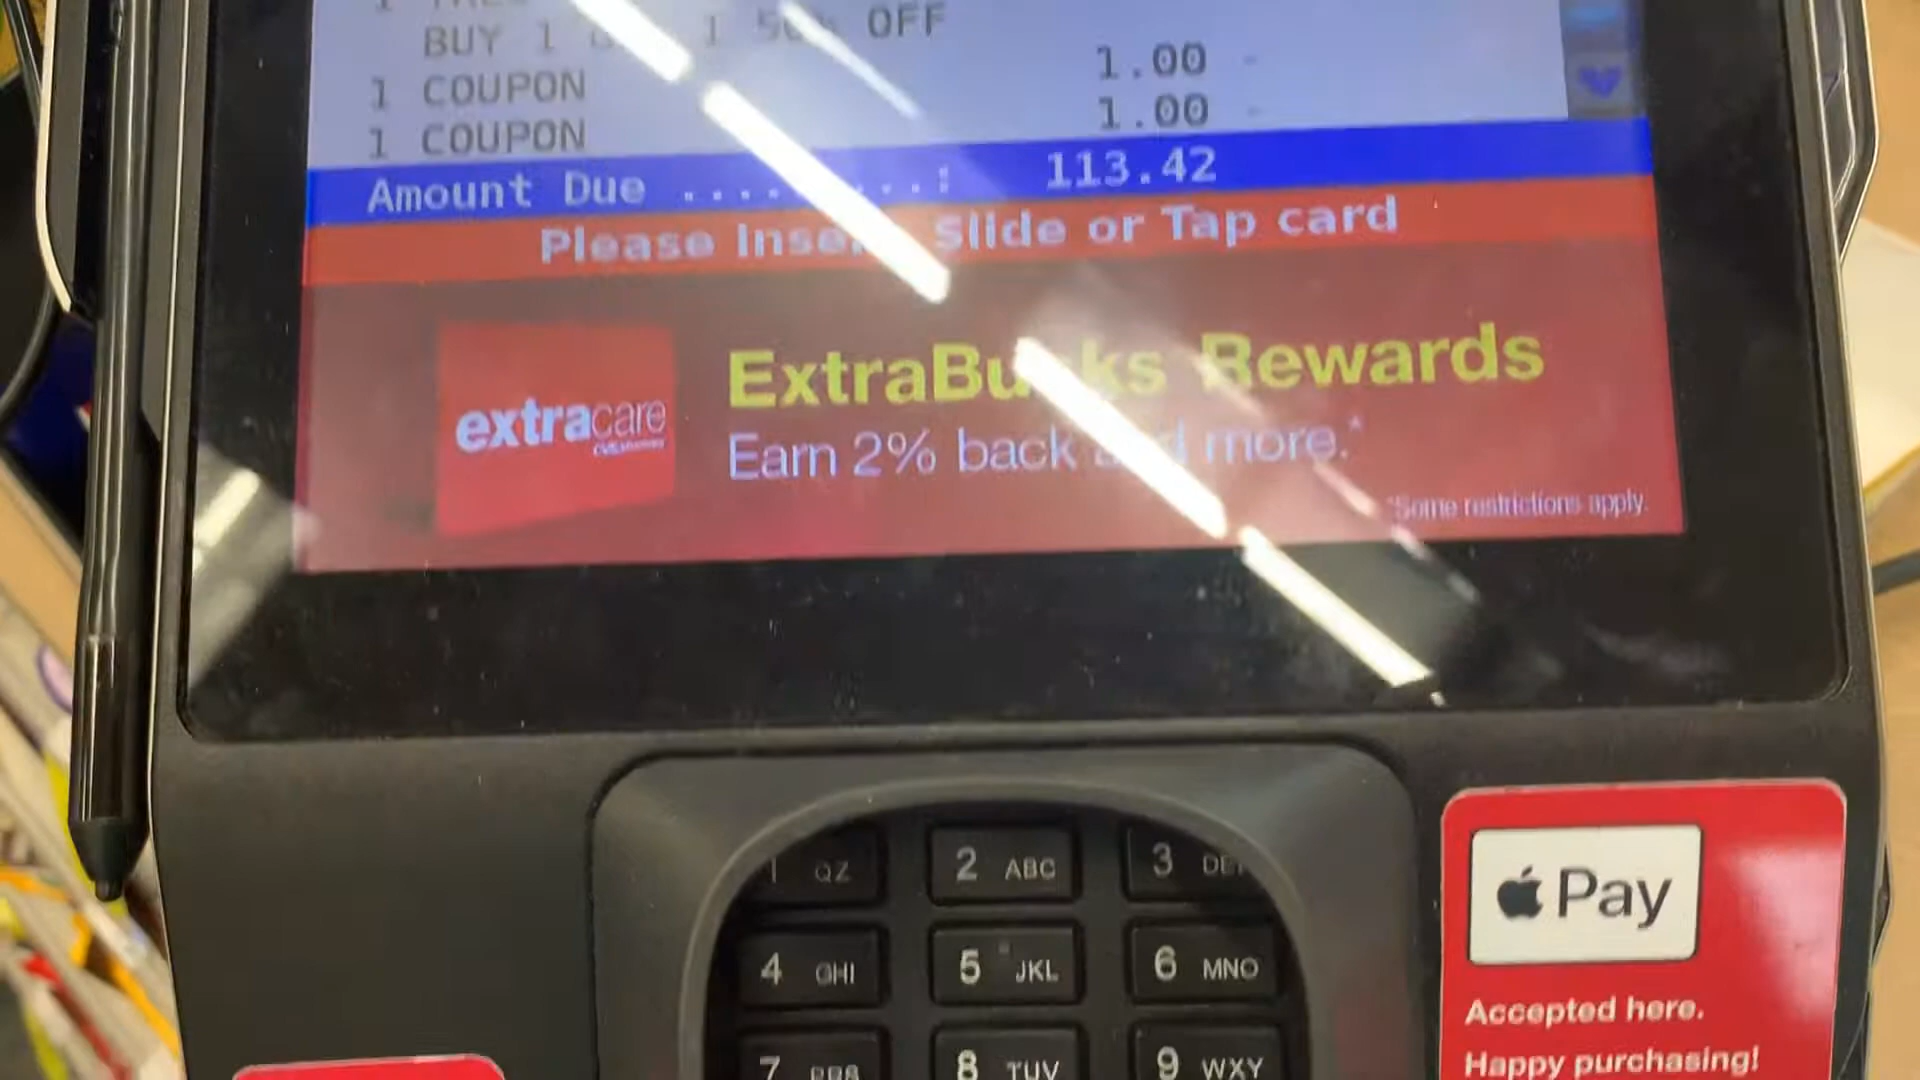 1
BUY 1 1 50% OFF
1.00 -
1 COUPON
1.00 -
1 COUPON
Amount Due ..........: 113.42
Please Insert, Slide or Tap card
extracare
ExtraBucks Rewards
Earn 2% back and more.*
*Some restrictions apply.
1 QZ 2 ABC 3 DEF
4 GHI 5 JKL 6 MNO
7 PRS 8 TUV 9 WXY
Pay
Accepted here.
Happy purchasing!